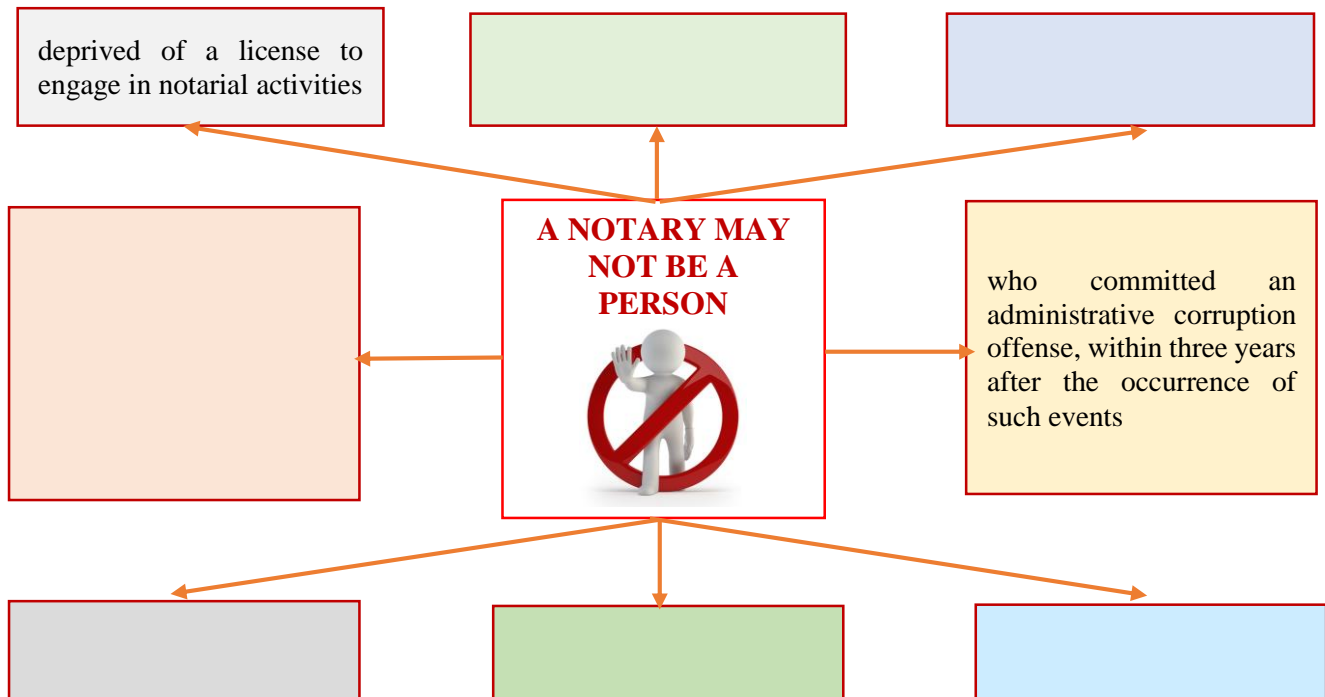 deprived of a license to
engage in notarial activities
A NOTARY MAY
NOT BE A
PERSON
who committed an
administrative corruption
offense, within three years
after the occurrence of
such events